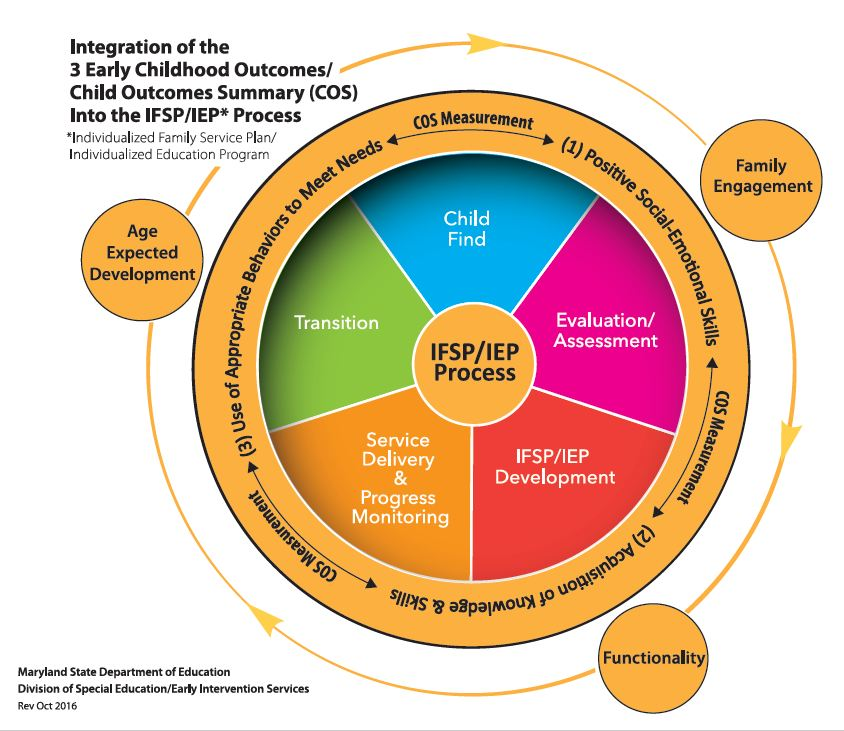 Integration of the
3 Early Childhood Outcomes/
Child Outcomes Summary (COS)
Into the IFSP/IEP* Process
*Individualized Family Service Plan/
Individualized Education Program
COS Measurement
(1) Positive Social-Emotional Skills
COS Measurement
(2) Acquisition of Knowledge & Skills
COS Measurement
(3) Use of Appropriate Behaviors to Meet Needs
Family
Engagement
Functionality
Age
Expected
Development
Child
Find
Evaluation/
Assessment
IFSP/IEP
Development
Service
Delivery
&
Progress
Monitoring
Transition
IFSP/IEP
Process
Maryland State Department of Education
Division of Special Education/Early Intervention Services
Rev Oct 2016